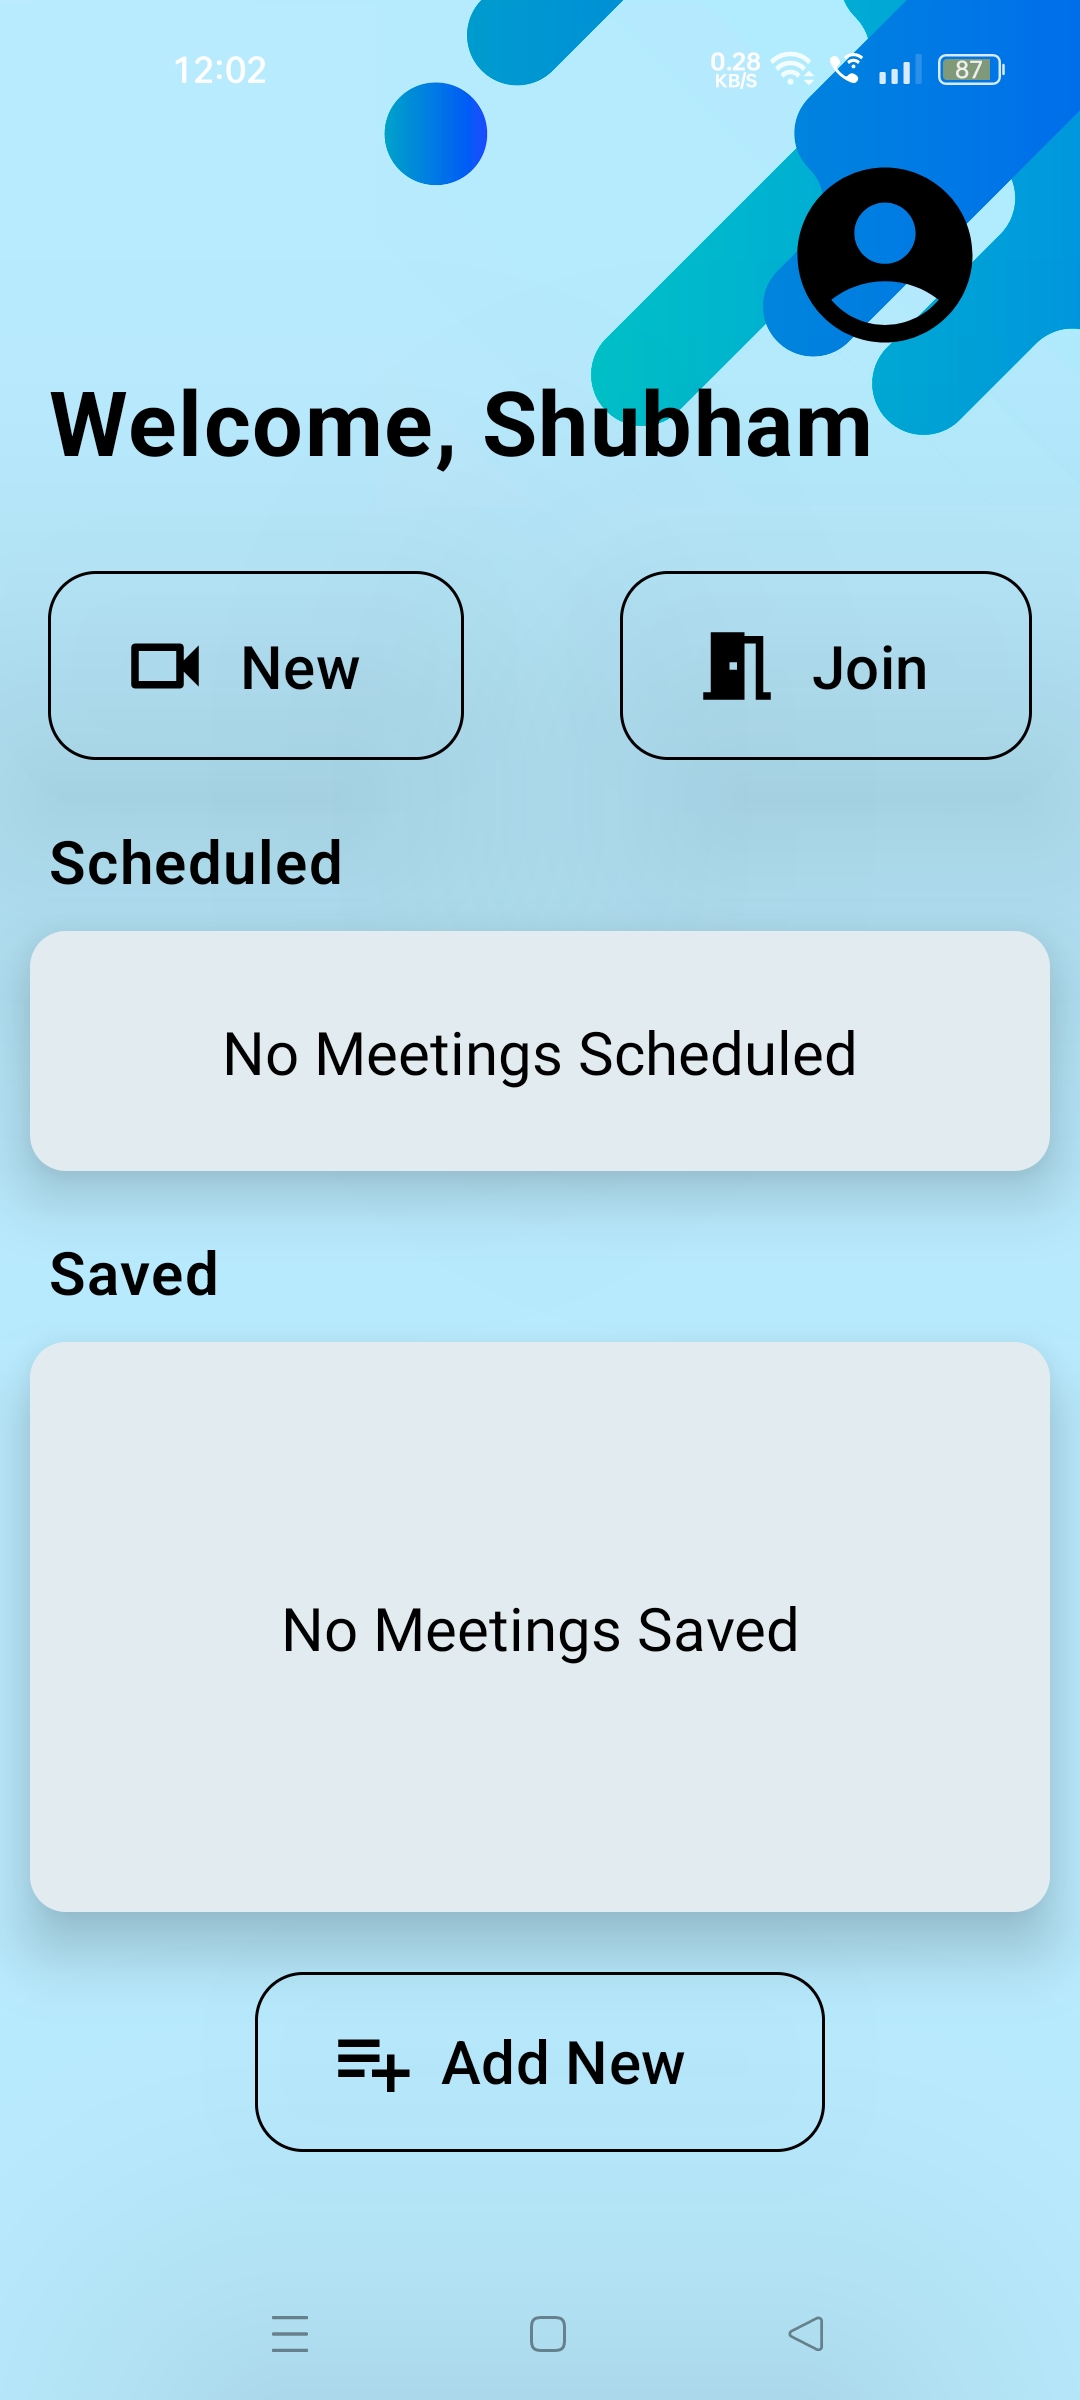 12:02
0.28
KB/S
87
Welcome, Shubham
New
Join
Scheduled
No Meetings Scheduled
Saved
No Meetings Saved
Add New